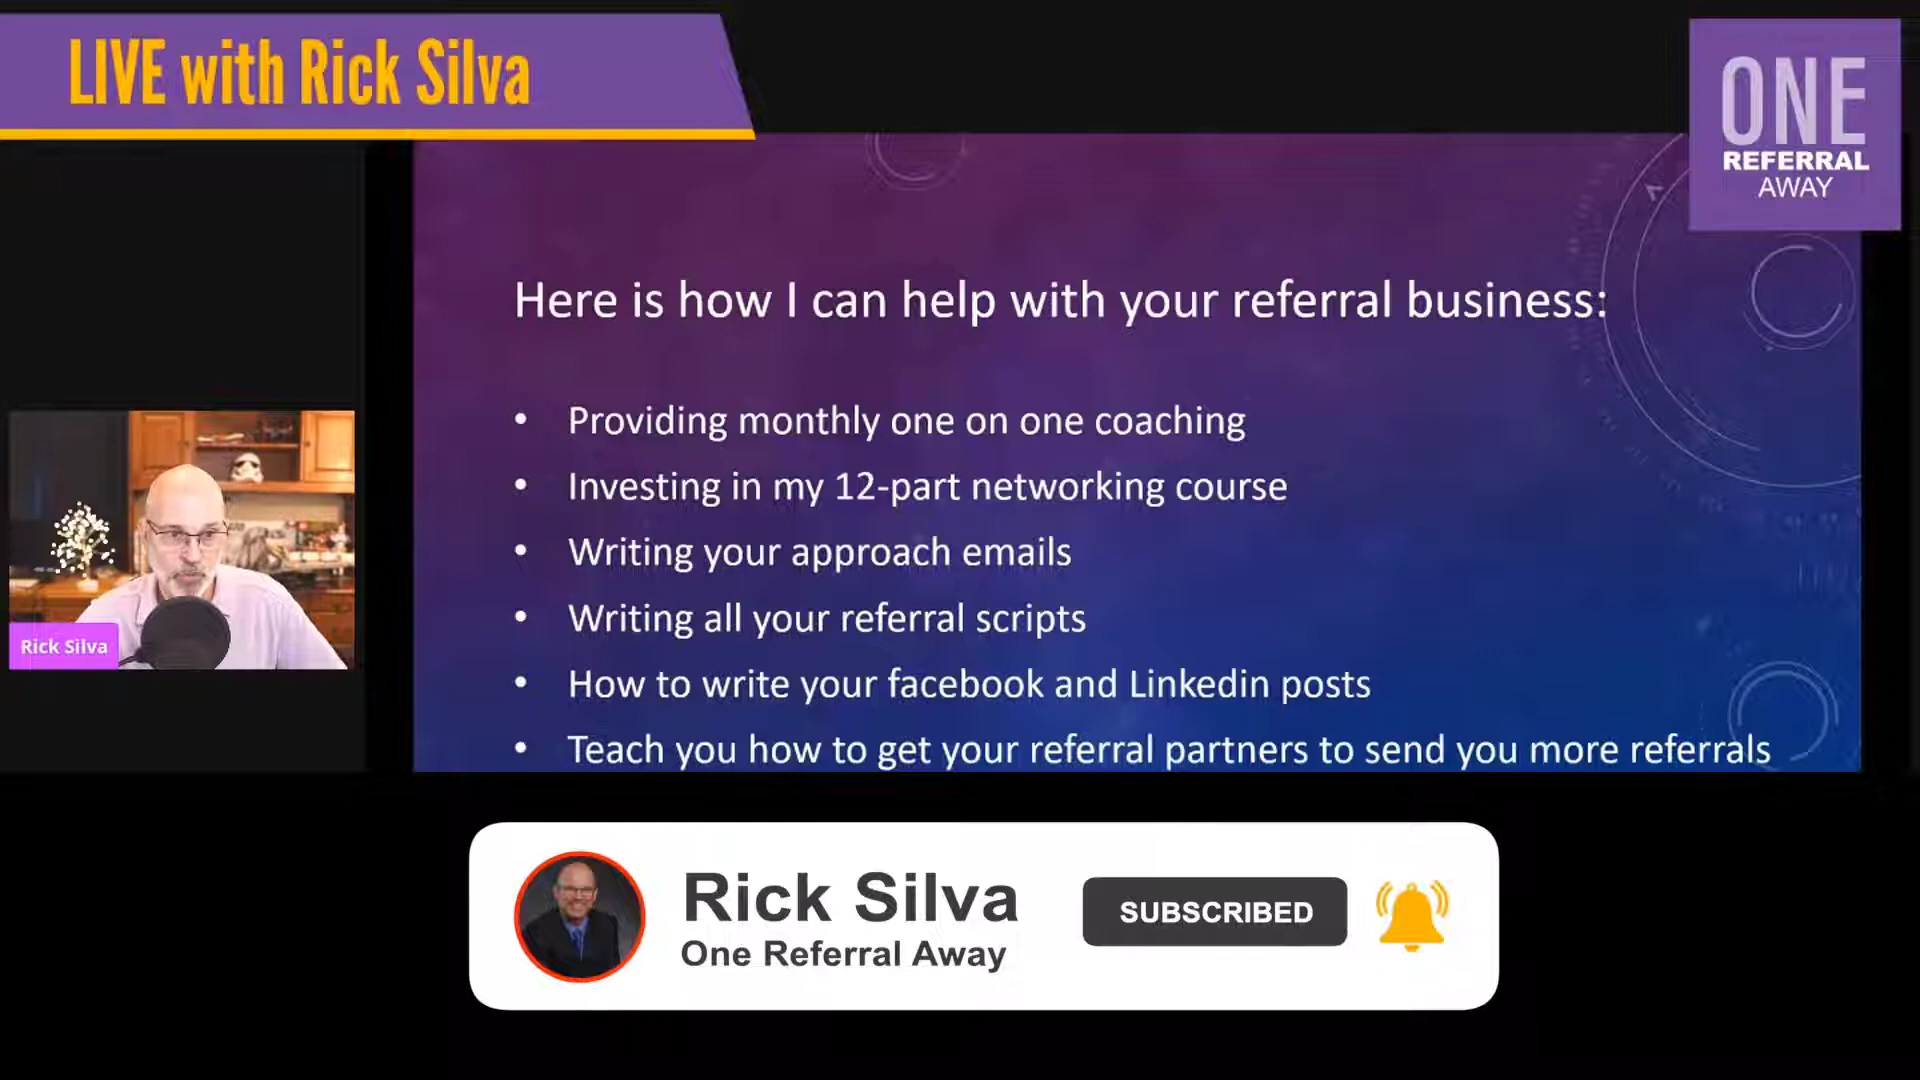 LIVE with Rick Silva
ONE
REFERRAL
AWAY
Here is how I can help with your referral business:
• Providing monthly one on one coaching
• Investing in my 12-part networking course
• Writing your approach emails
• Writing all your referral scripts
• How to write your facebook and Linkedin posts
• Teach you how to get your referral partners to send you more referrals
Rick Silva
Rick Silva
One Referral Away
SUBSCRIBED